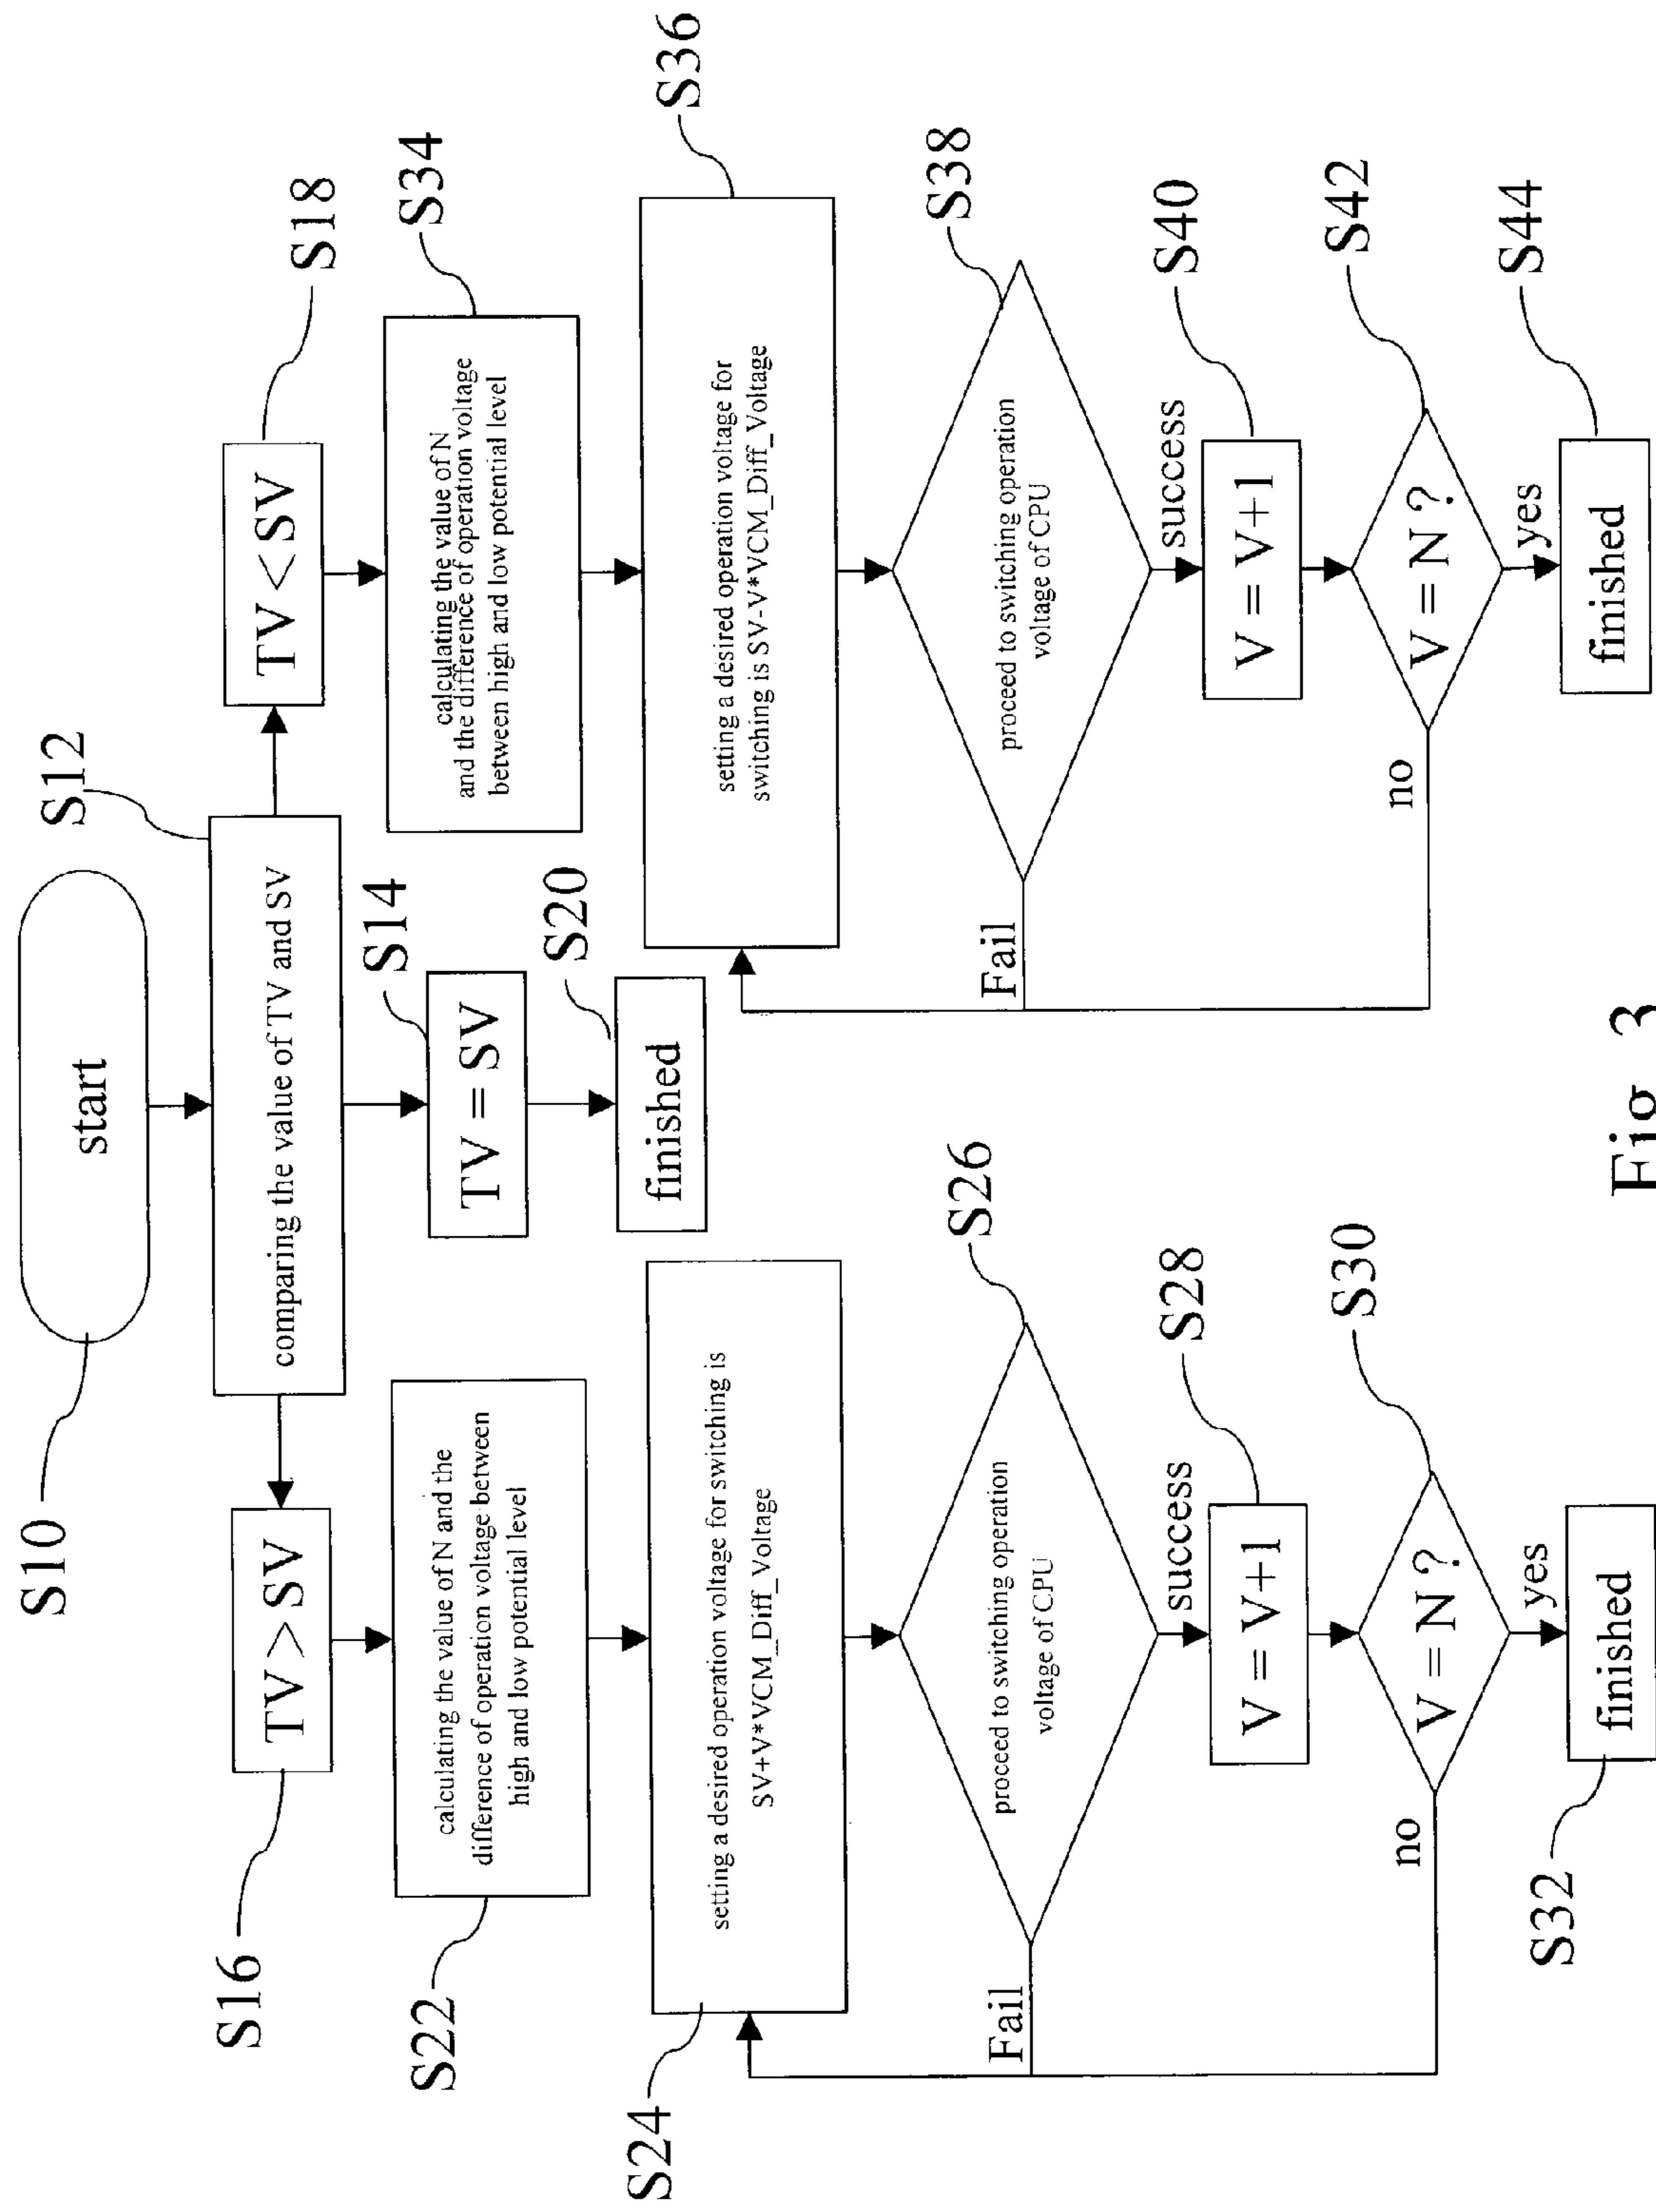 S10
start
S12
comparing the value of TV and SV
S16
TV>SV
S14
TV = SV
S18
TV<SV
S20
finished
S22
calculating the value of N and the
difference of operation voltage between
high and low potential level
S24
setting a desired operation voltage for switching is
SV+V*VCM_Diff_Voltage
S26
proceed to switching operation
voltage of CPU
Fail
success
S28
V = V+1
S30
V = N ?
no
yes
S32
finished
S34
calculating the value of N
and the difference of operation voltage
between high and low potential level
S36
setting a desired operation voltage for
switching is SV-V*VCM_Diff_Voltage
S38
proceed to switching operation
voltage of CPU
Fail
success
S40
V = V+1
S42
V = N ?
no
yes
S44
finished
Fig. 3